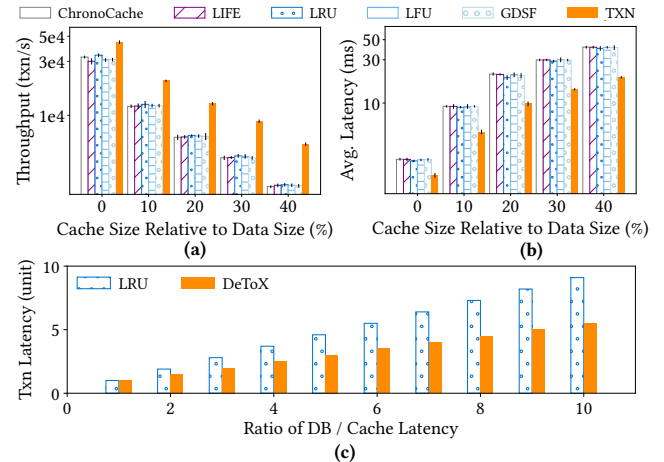 ChronoCache LIFE LRU LFU GDSF TXN
(a)
5e4
3e4
1e4
Throughput (txn/s)
0 10 20 30 40
Cache Size Relative to Data Size (%)
(a)
(b)
50
10
Avg. Latency (ms)
0 10 20 30 40
Cache Size Relative to Data Size (%)
(b)
10
5
0
Txn Latency (unit)
LRU DeToX
0 2 4 6 8 10
Ratio of DB / Cache Latency
(c)